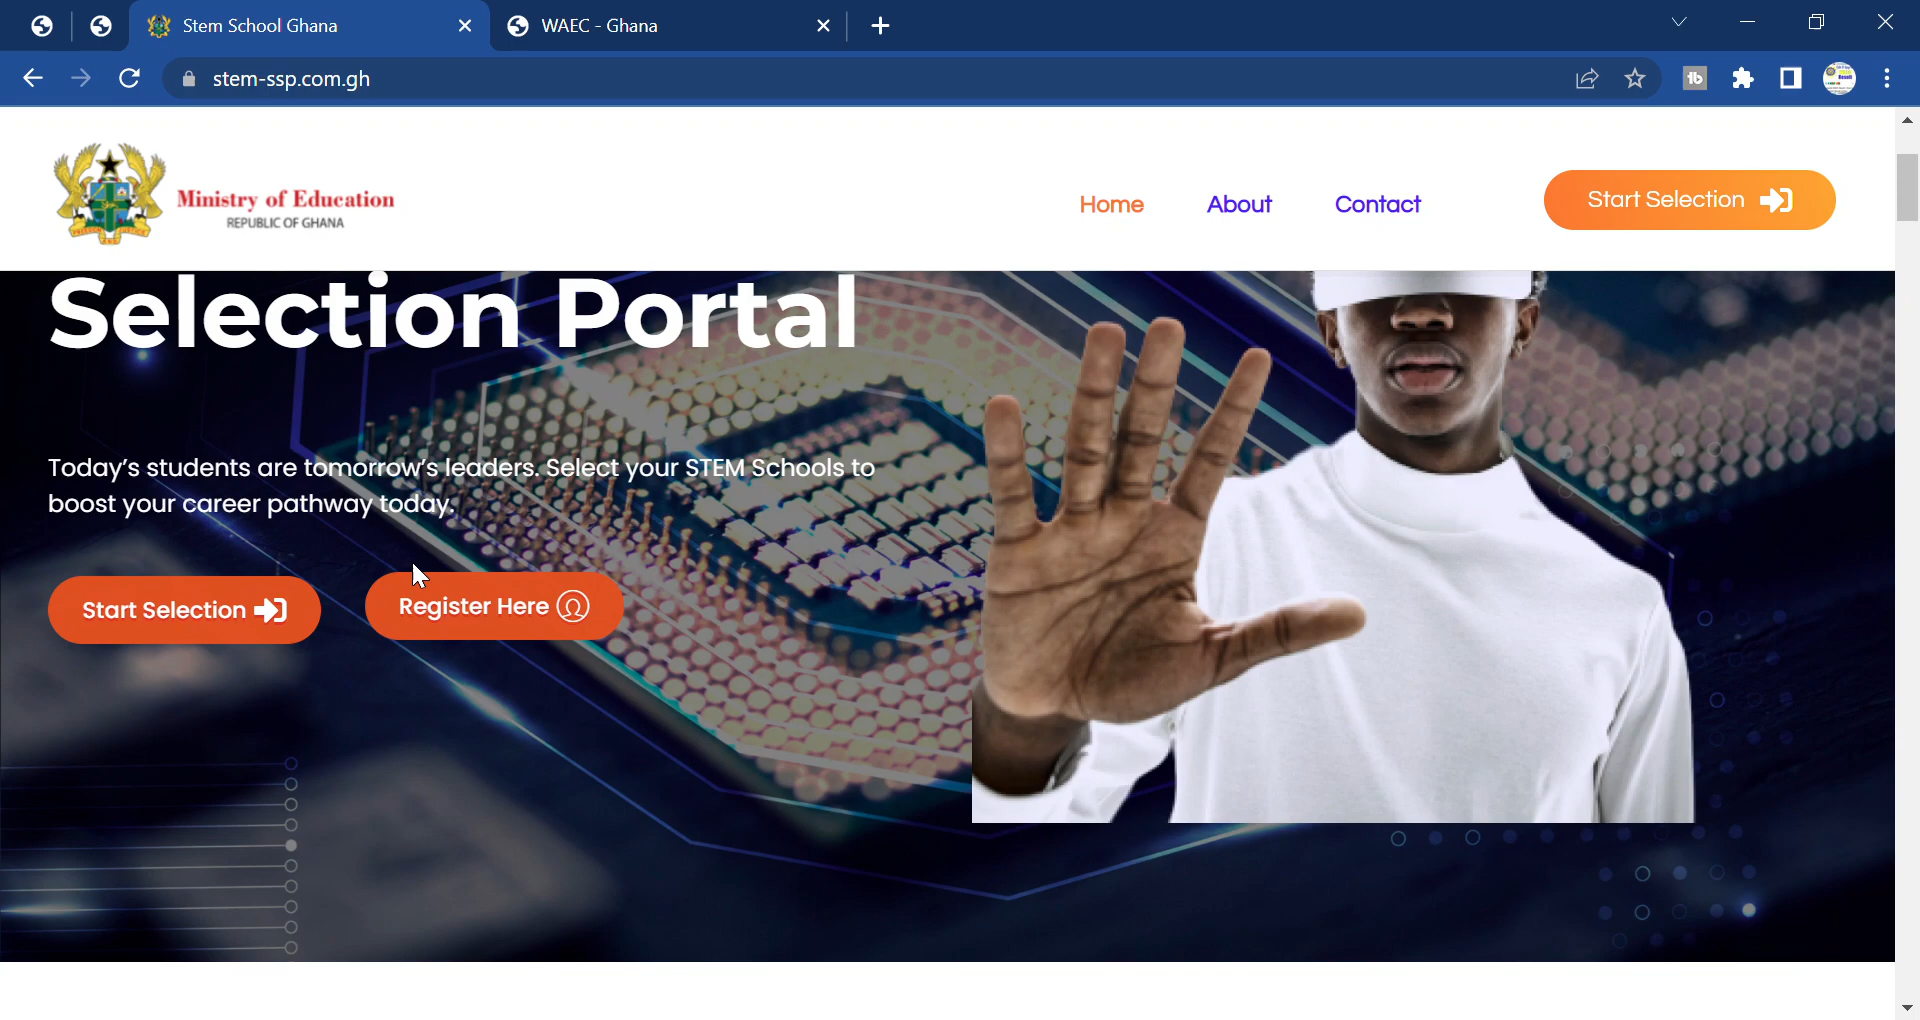 Stem School Ghana
WAEC - Ghana
stem-ssp.com.gh
Ministry of Education
REPUBLIC OF GHANA
Home
About
Contact
Start Selection
Selection Portal
Today's students are tomorrow's leaders. Select your STEM Schools to
boost your career pathway today.
Start Selection
Register Here